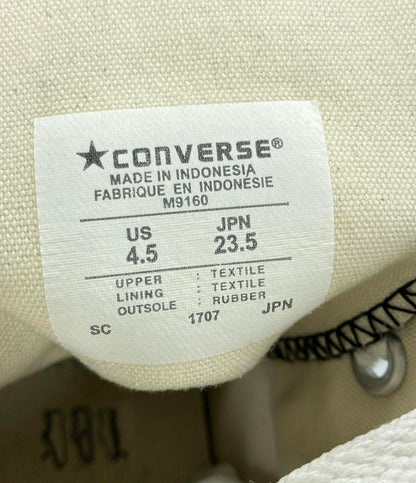 ★CONVERSE®
MADE IN INDONESIA
FABRIQUE EN INDONESIE
M9160
US JPN
4.5 23.5
UPPER : TEXTILE
LINING : TEXTILE
OUTSOLE : RUBBER
SC 1707 JPN